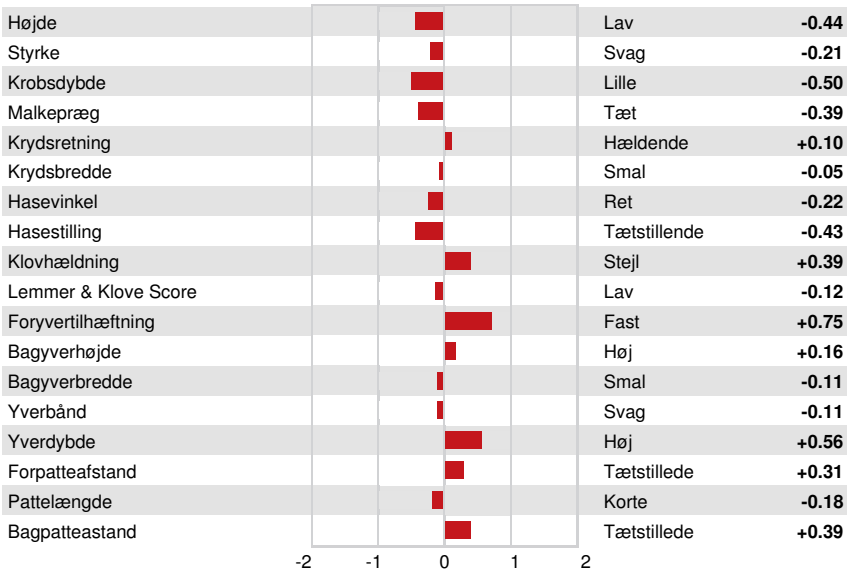 Højde Lav -0.44
Styrke Svag -0.21
Krobsdybde Lille -0.50
Malkepræg Tæt -0.39
Krydsretning Hældende +0.10
Krydsbredde Smal -0.05
Hasevinkel Ret -0.22
Hasestilling Tætstillende -0.43
Klovhældning Stejl +0.39
Lemmer & Klove Score Lav -0.12
Foryvertilhæftning Fast +0.75
Bagyverhøjde Høj +0.16
Bagyverbredde Smal -0.11
Yverbånd Svag -0.11
Yverdybde Høj +0.56
Forpatteafstand Tætstillede +0.31
Pattelængde Korte -0.18
Bagpatteastand Tætstillede +0.39
-2 -1 0 1 2